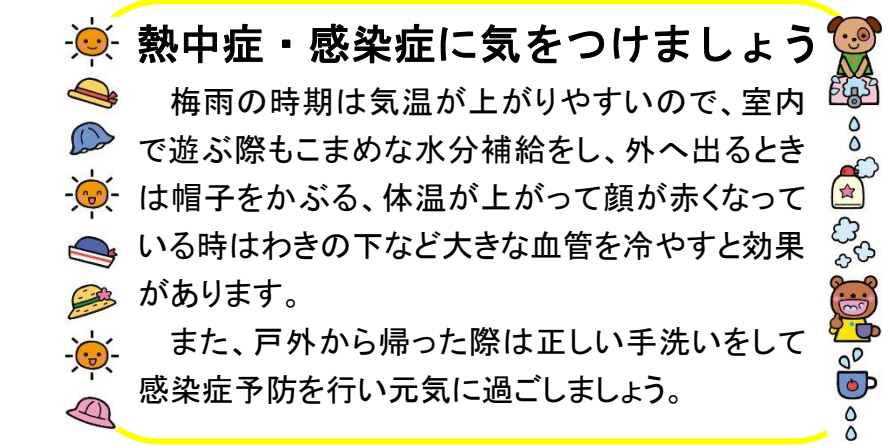 熱中症・感染症に気をつけましょう
　梅雨の時期は気温が上がりやすいので、室内
で遊ぶ際もこまめな水分補給をし、外へ出るとき
は帽子をかぶる、体温が上がって顔が赤くなって
いる時はわきの下など大きな血管を冷やすと効果
があります。
　また、戸外から帰った際は正しい手洗いをして
感染症予防を行い元気に過ごしましょう。